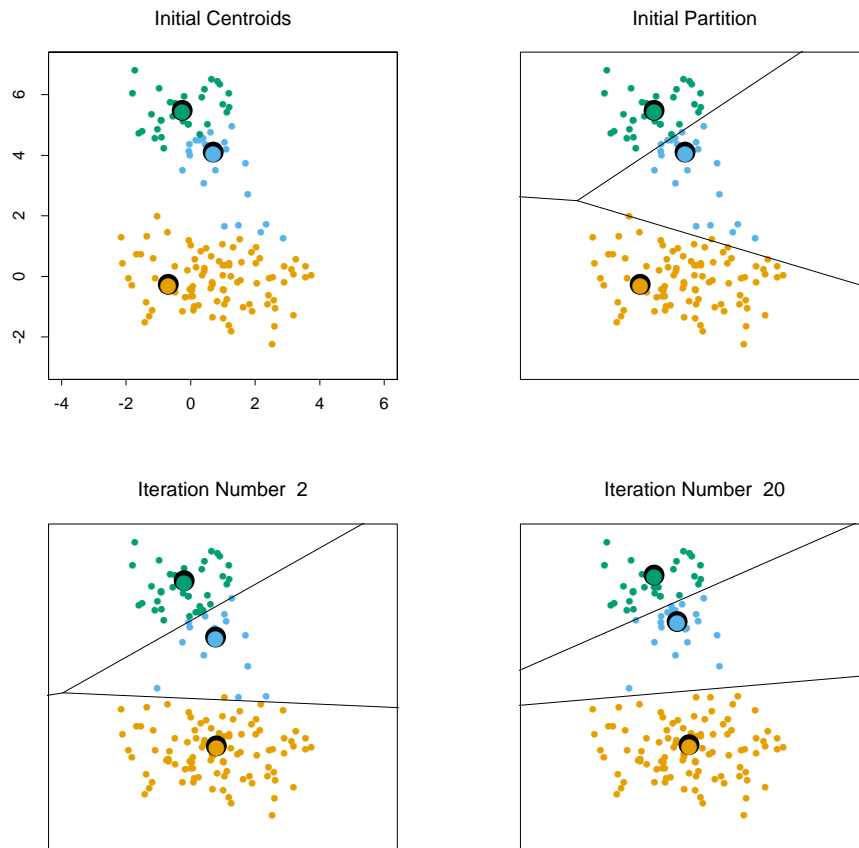 Initial Centroids
Initial Partition
6
4
2
0
-2
-4 -2 0 2 4 6
Iteration Number 2
Iteration Number 20